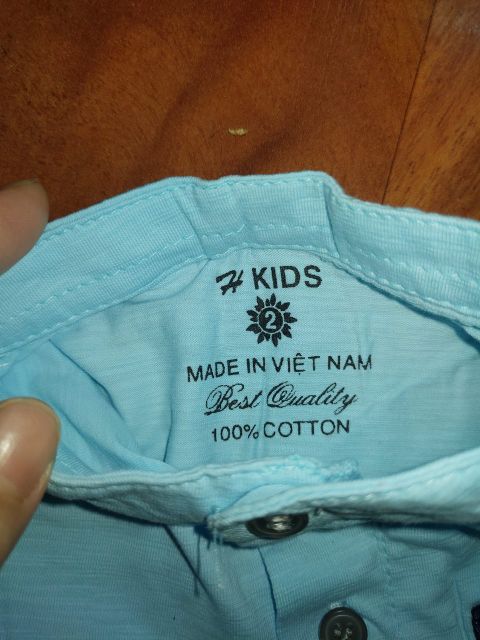 H KIDS
2
MADE IN VIỆT NAM
Best Quality
100% COTTON